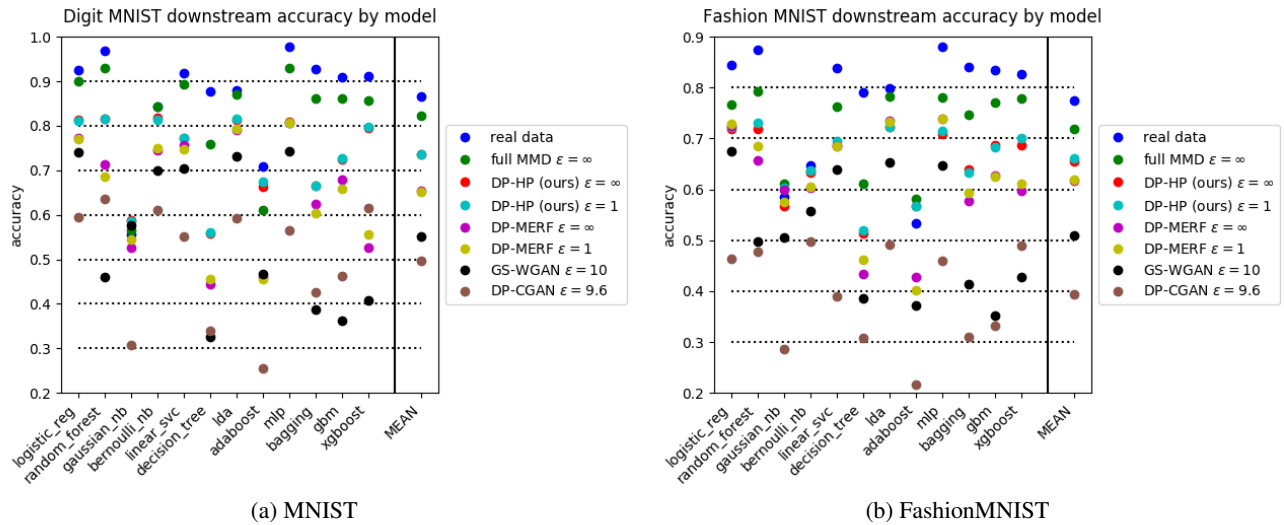 Digit MNIST downstream accuracy by model
1.0
0.9
0.8
0.7
0.6
0.5
0.4
0.3
0.2
accuracy
logistic_reg
random_forest
gaussian_nb
bernoulli_nb
linear_svc
decision_tree
lda
adaboost
mlp
bagging
gbm
xgboost
MEAN
real data
full MMD ε = ∞
DP-HP (ours) ε = ∞
DP-HP (ours) ε = 1
DP-MERF ε = ∞
DP-MERF ε = 1
GS-WGAN ε = 10
DP-CGAN ε = 9.6
(a) MNIST
Fashion MNIST downstream accuracy by model
0.9
0.8
0.7
0.6
0.5
0.4
0.3
0.2
accuracy
logistic_reg
random_forest
gaussian_nb
bernoulli_nb
linear_svc
decision_tree
lda
adaboost
mlp
bagging
gbm
xgboost
MEAN
real data
full MMD ε = ∞
DP-HP (ours) ε = ∞
DP-HP (ours) ε = 1
DP-MERF ε = ∞
DP-MERF ε = 1
GS-WGAN ε = 10
DP-CGAN ε = 9.6
(b) FashionMNIST